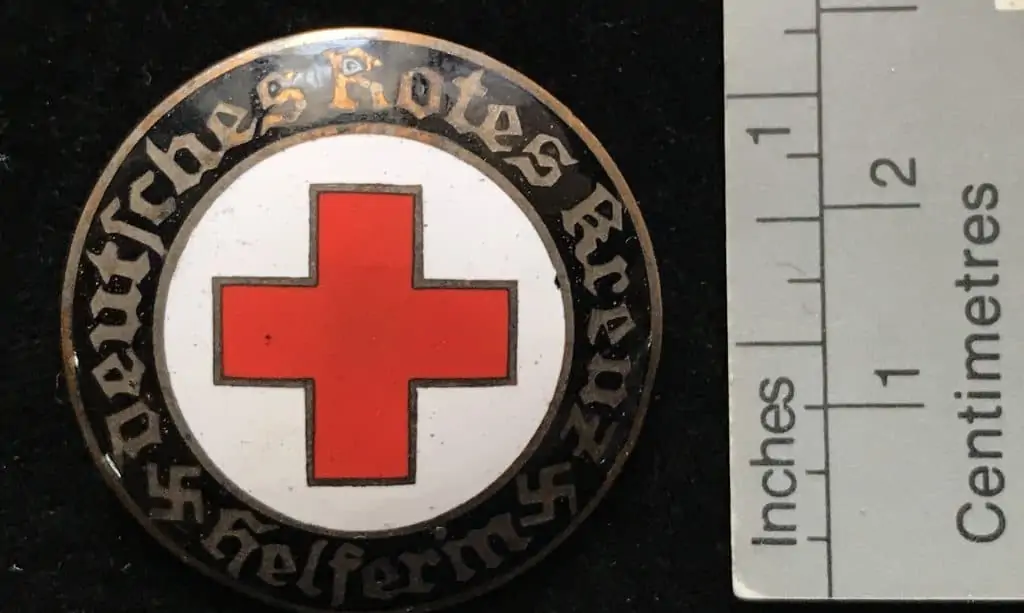 Deutſches Rotes Kreuz
Helferin
Inches
1
1
2
Centimetres